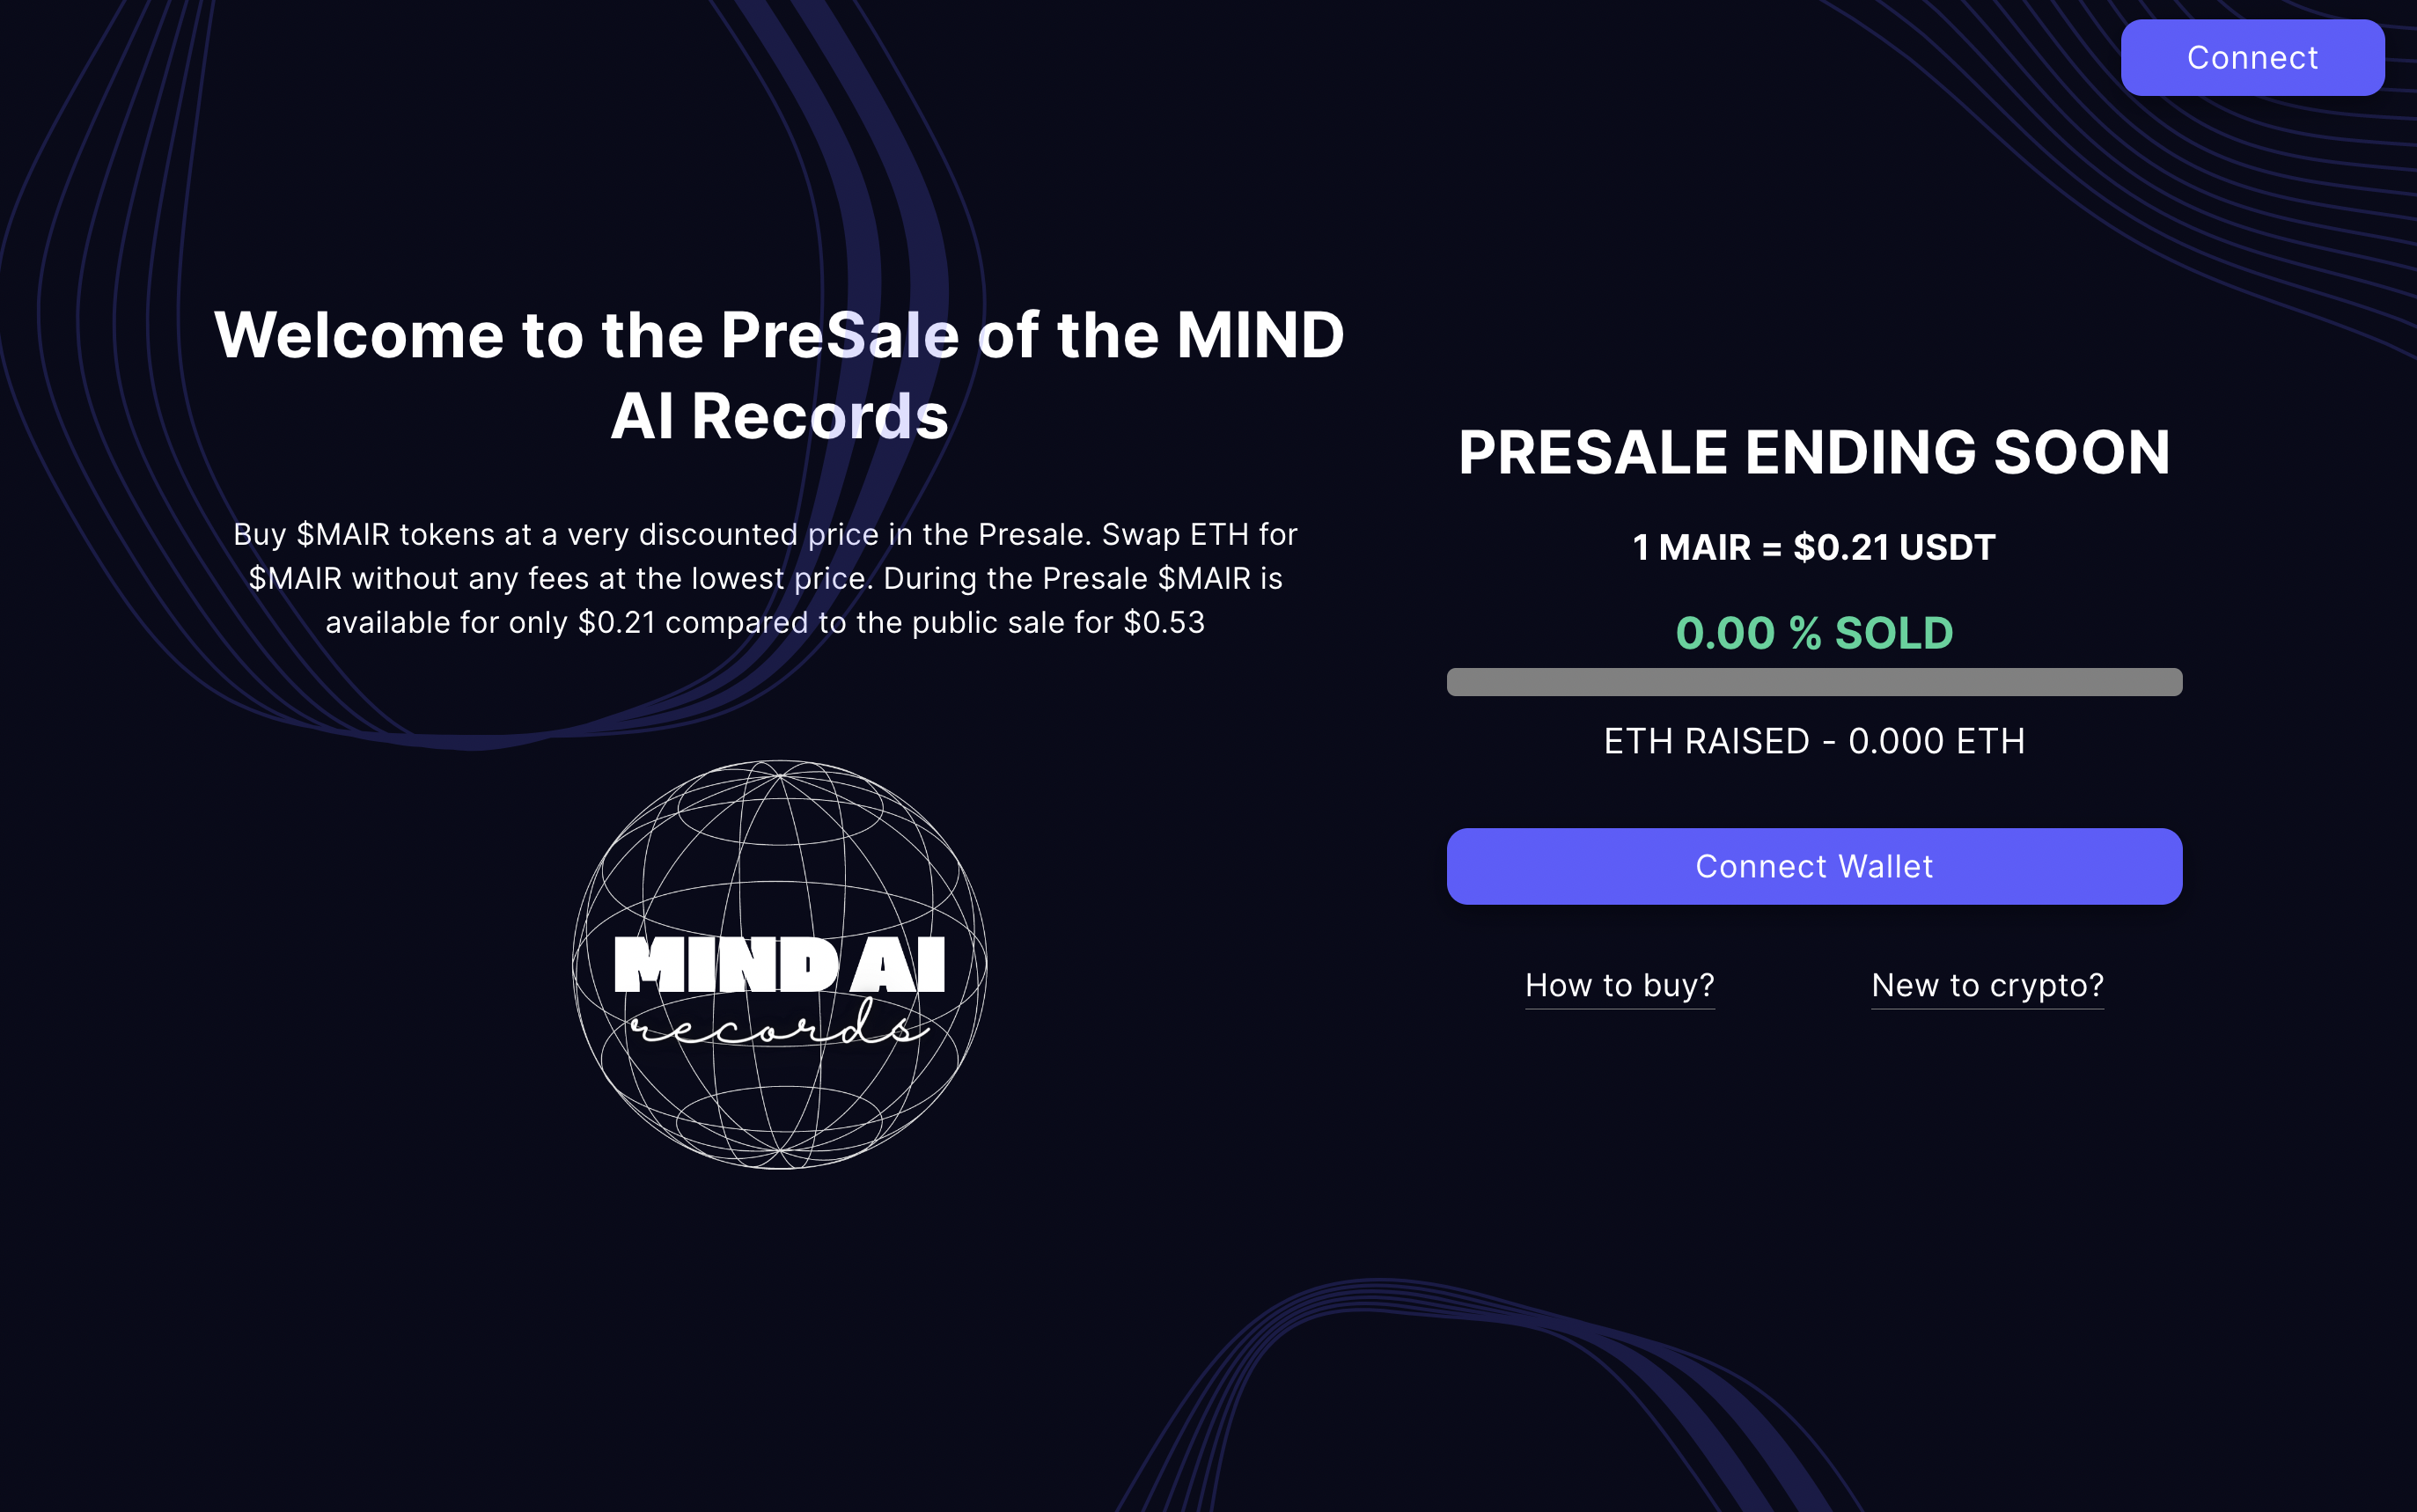 Connect
Welcome to the PreSale of the MIND
AI Records
Buy $MAIR tokens at a very discounted price in the Presale. Swap ETH for
$MAIR without any fees at the lowest price. During the Presale $MAIR is
available for only $0.21 compared to the public sale for $0.53
MIND AI
records
PRESALE ENDING SOON
1 MAIR = $0.21 USDT
0.00 % SOLD
ETH RAISED - 0.000 ETH
Connect Wallet
How to buy?
New to crypto?